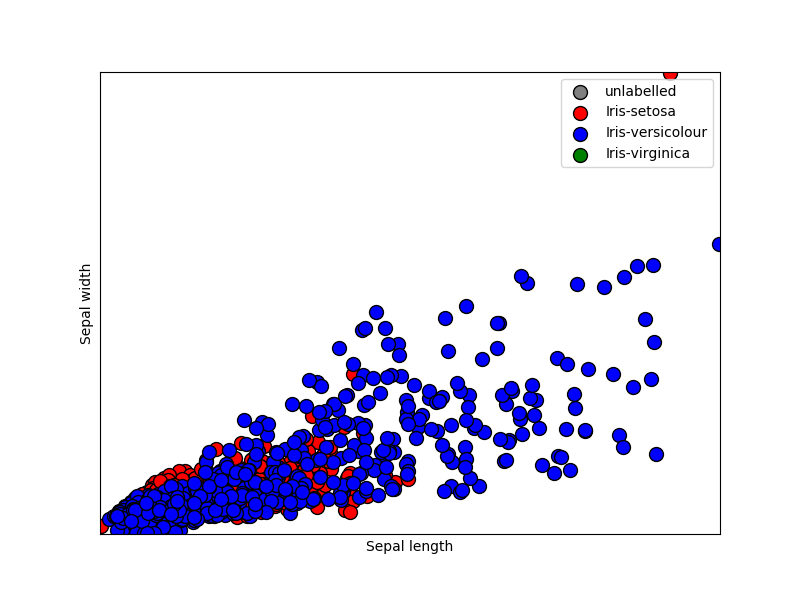 unlabelled
Iris-setosa
Iris-versicolour
Iris-virginica
Sepal width
Sepal length